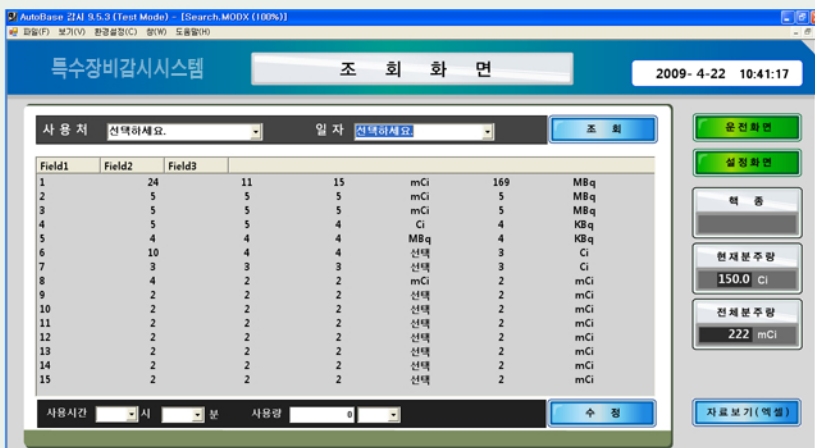 AutoBase 감시 9.5.3 (Test Mode) - [Search.MODX (100%)]
파일(F) 보기(V) 환경설정(C) 창(W) 도움말(H)
특수장비감시시스템
조 회 화 면
2009- 4-22 10:41:17
사 용 처 선택하세요. 일 자 선택하세요. 조 회
운전화면
설정화면
Field1 Field2 Field3
1 24 11 15 mCi 169 MBq
2 5 5 5 mCi 5 MBq
3 5 5 5 mCi 5 MBq
4 5 5 4 Ci 4 KBq
5 4 4 4 MBq 4 KBq
6 10 4 4 선택 3 Ci
7 3 3 3 선택 3 Ci
8 4 2 2 mCi 2 mCi
9 2 2 2 선택 2 mCi
10 2 2 2 선택 2 mCi
11 2 2 2 선택 2 mCi
12 2 2 2 선택 2 mCi
13 2 2 2 선택 2 mCi
14 2 2 2 선택 2 mCi
15 2 2 2 선택 2 mCi
핵 종
현재분주량
150.0 Ci
전체분주량
222 mCi
사용시간 시 분 사용량 0 수 정
자료보기(엑셀)